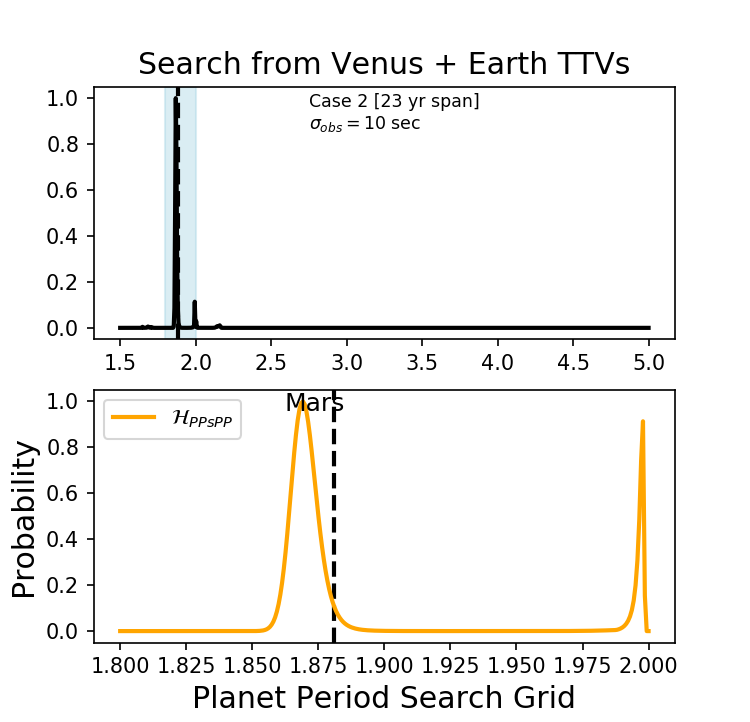 Search from Venus + Earth TTVs
Case 2 [23 yr span]
σ_obs = 10 sec
1.0
0.8
0.6
0.4
0.2
0.0
1.5 2.0 2.5 3.0 3.5 4.0 4.5 5.0
Mars
ℋ_PPsPP
Probability
1.0
0.8
0.6
0.4
0.2
0.0
1.800 1.825 1.850 1.875 1.900 1.925 1.950 1.975 2.000
Planet Period Search Grid